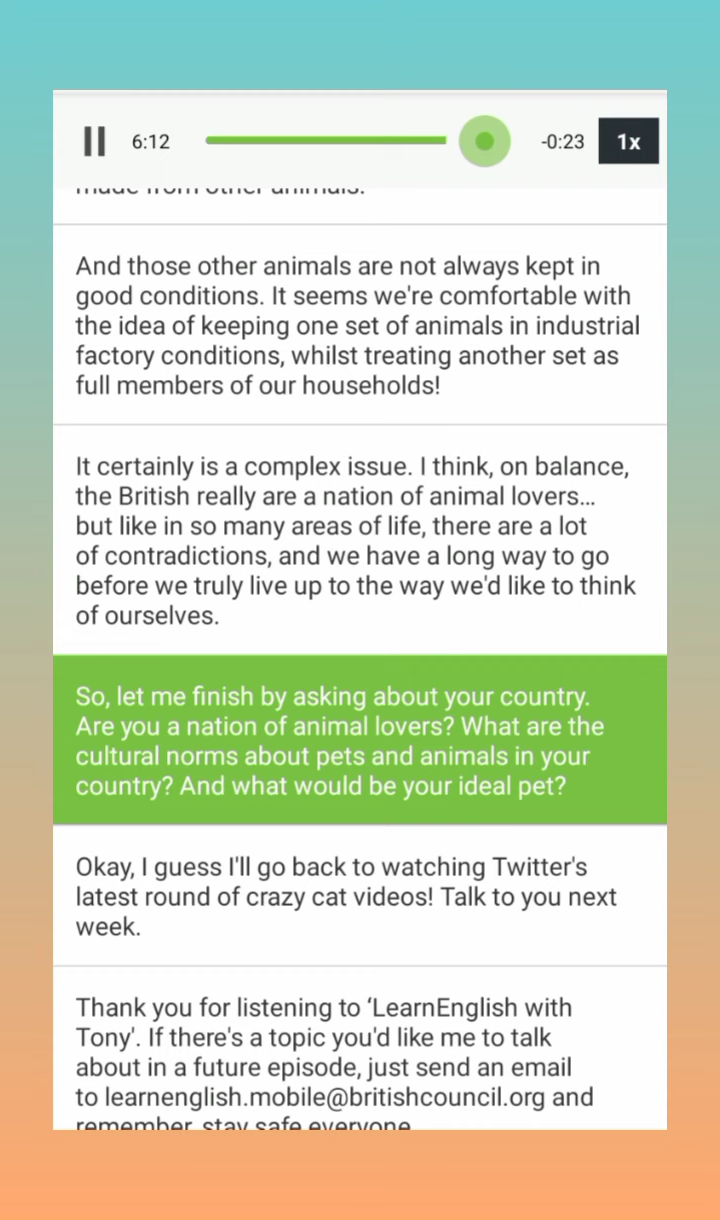 6:12
-0:23
1x
made from other animals.
And those other animals are not always kept in
good conditions. It seems we're comfortable with
the idea of keeping one set of animals in industrial
factory conditions, whilst treating another set as
full members of our households!
It certainly is a complex issue. I think, on balance,
the British really are a nation of animal lovers...
but like in so many areas of life, there are a lot
of contradictions, and we have a long way to go
before we truly live up to the way we'd like to think
of ourselves.
So, let me finish by asking about your country.
Are you a nation of animal lovers? What are the
cultural norms about pets and animals in your
country? And what would be your ideal pet?
Okay, I guess I'll go back to watching Twitter's
latest round of crazy cat videos! Talk to you next
week.
Thank you for listening to ‘LearnEnglish with
Tony'. If there's a topic you'd like me to talk
about in a future episode, just send an email
to learnenglish.mobile@britishcouncil.org and
remember, stay safe everyone